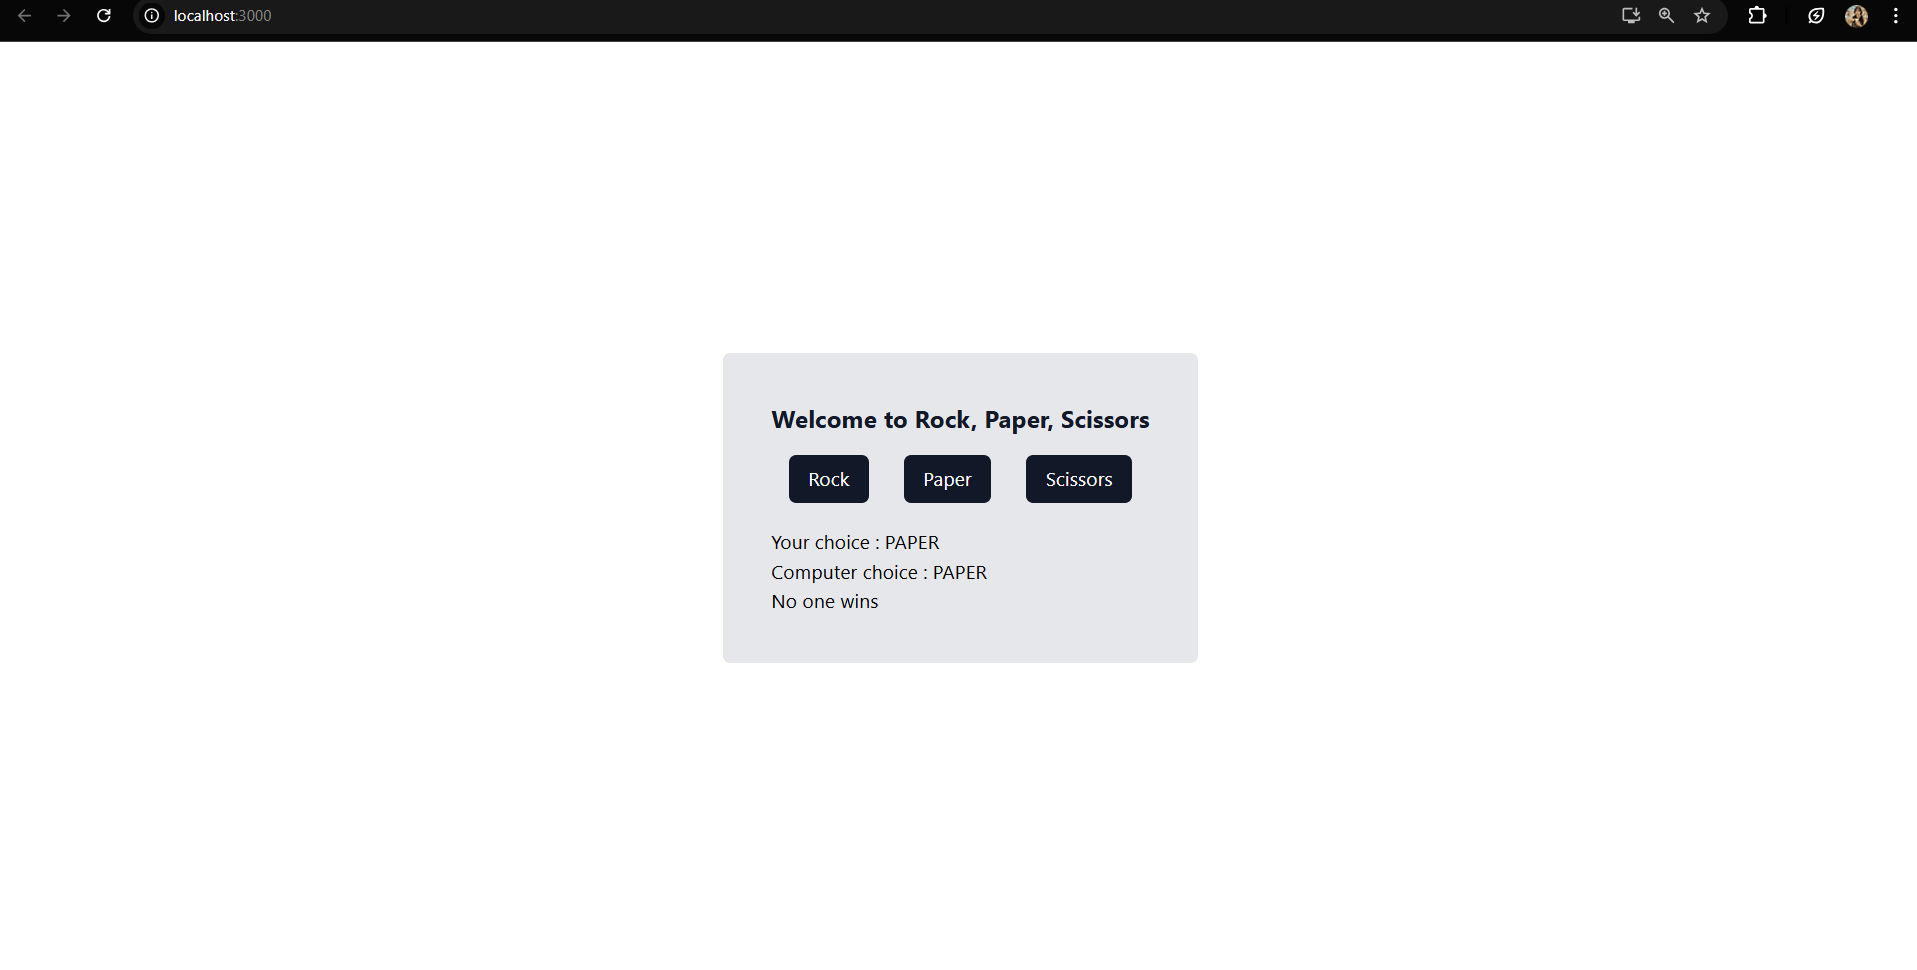 localhost:3000
Welcome to Rock, Paper, Scissors
Rock Paper Scissors
Your choice : PAPER
Computer choice : PAPER
No one wins